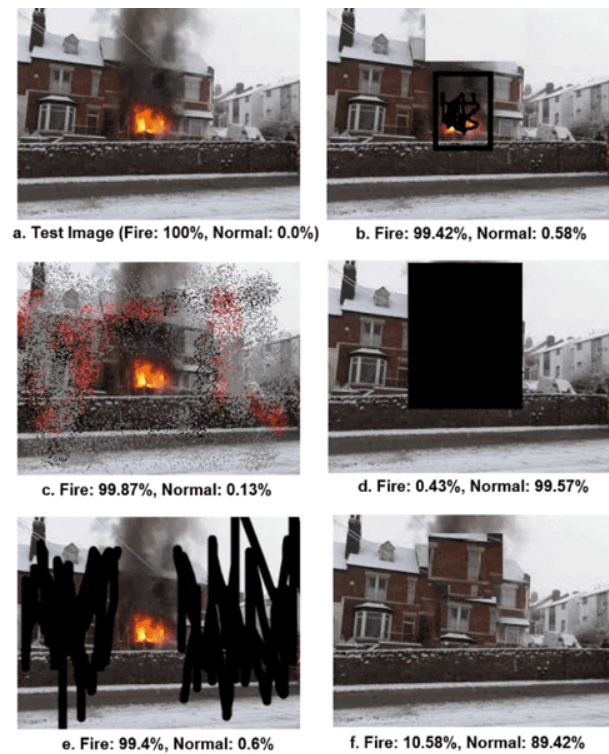 a. Test Image (Fire: 100%, Normal: 0.0%)
b. Fire: 99.42%, Normal: 0.58%
c. Fire: 99.87%, Normal: 0.13%
d. Fire: 0.43%, Normal: 99.57%
e. Fire: 99.4%, Normal: 0.6%
f. Fire: 10.58%, Normal: 89.42%